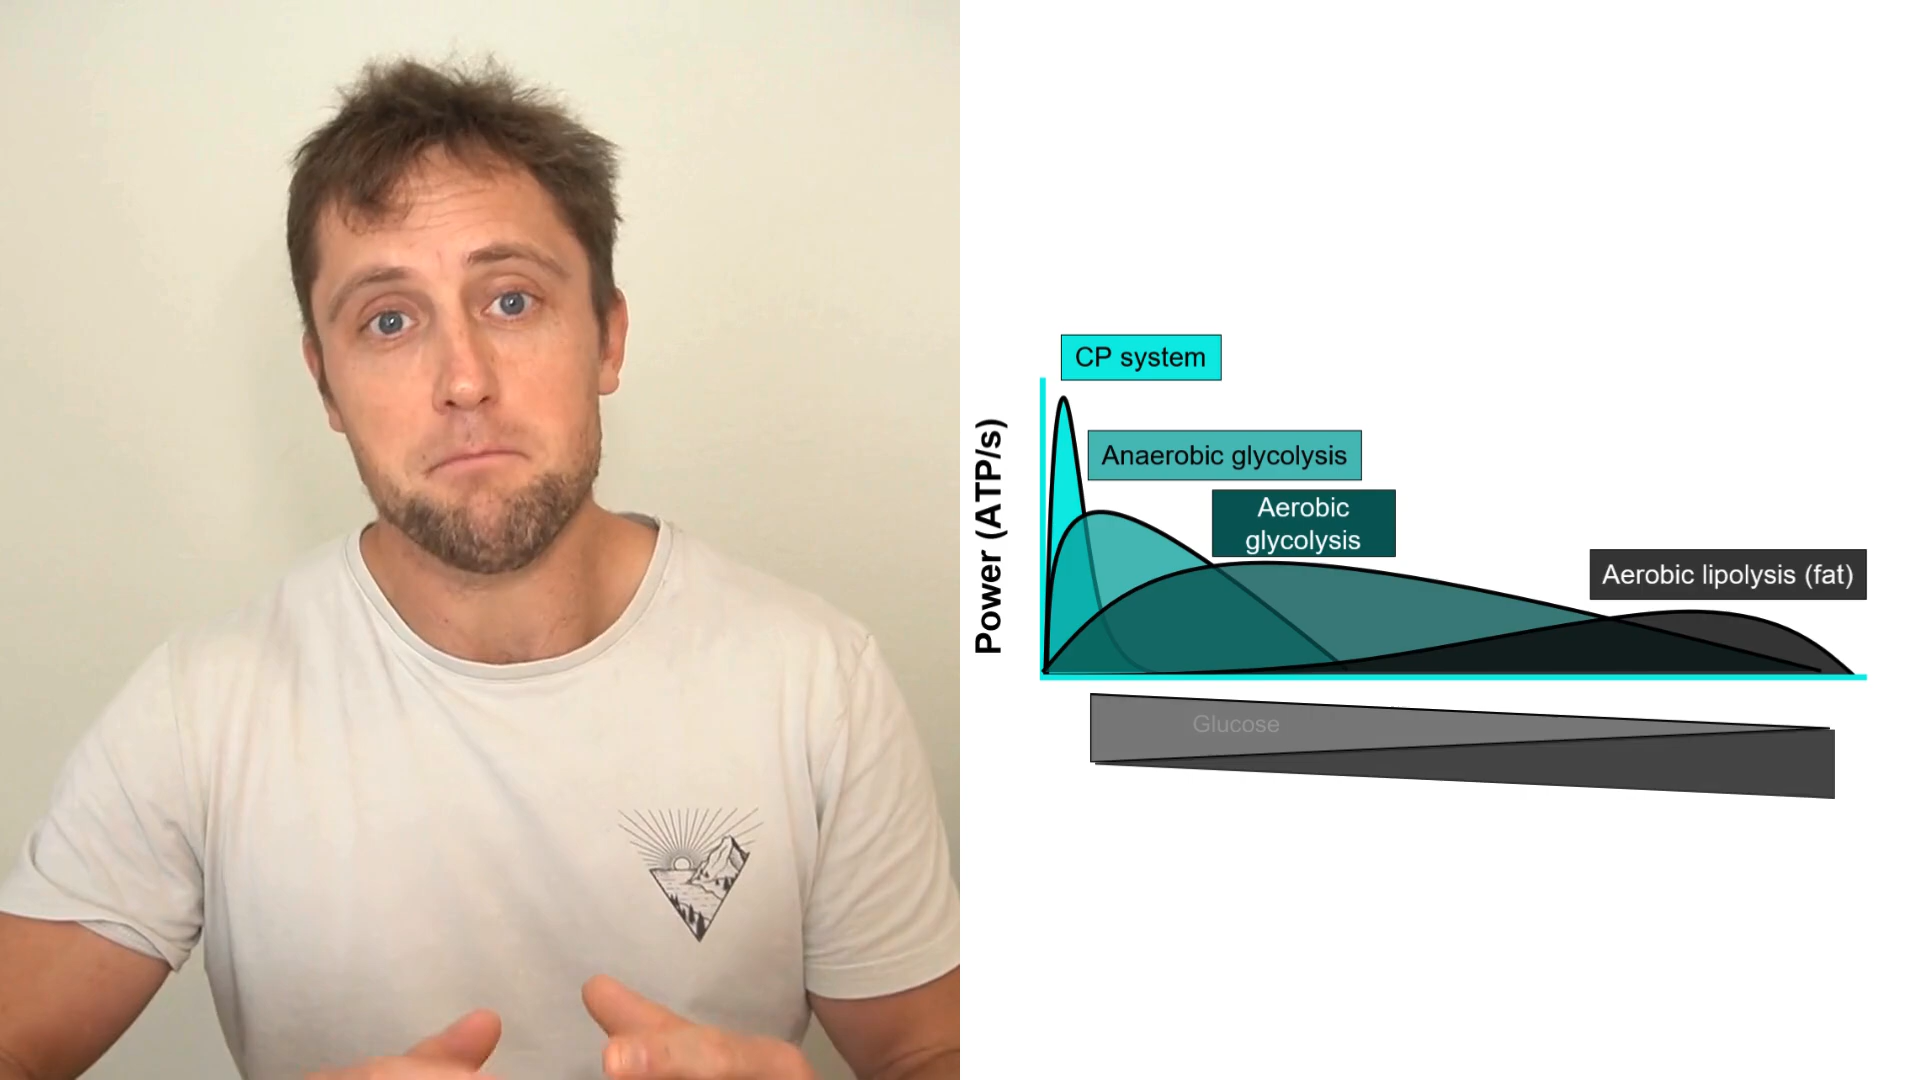 CP system
Anaerobic glycolysis
Aerobic
glycolysis
Aerobic lipolysis (fat)
Power (ATP/s)
Glucose